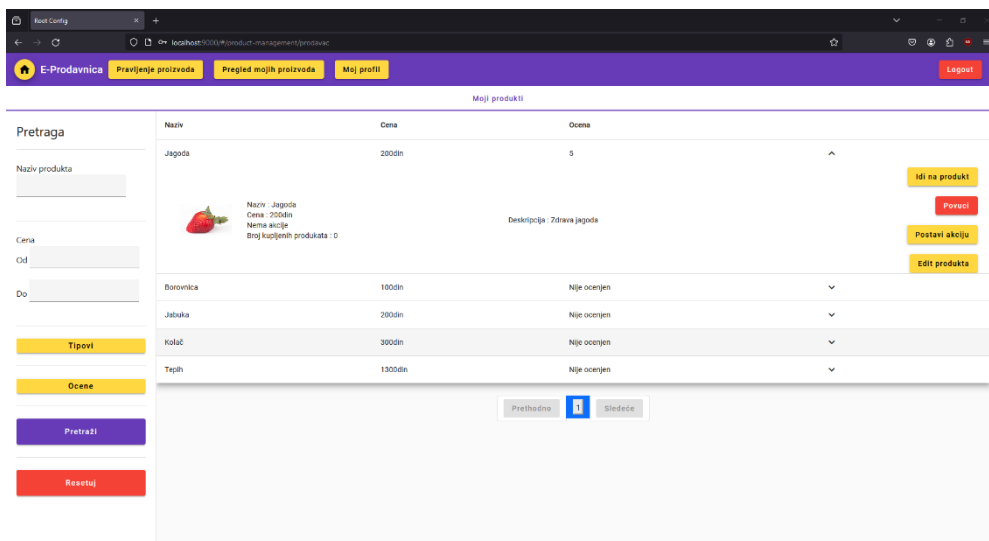 Root Config
localhost:9000/#/product-management/prodavac
E-Prodavnica Pravljenje proizvoda Pregled mojih proizvoda Moj profil Logout
Moji produkti
Pretraga
Naziv produkta
Cena
Od
Do
Tipovi
Ocene
Pretraži
Resetuj
Naziv Cena Ocena
Jagoda 200din 5
Naziv : Jagoda
Cena : 200din
Nema akcije
Broj kupljenih produkata : 0
Deskripcija : Zdrava jagoda
Idi na produkt
Povuci
Postavi akciju
Edit produkta
Borovnica 100din Nije ocenjen
Jabuka 200din Nije ocenjen
Kolač 300din Nije ocenjen
Tepih 1300din Nije ocenjen
Prethodna 1 Sledeće